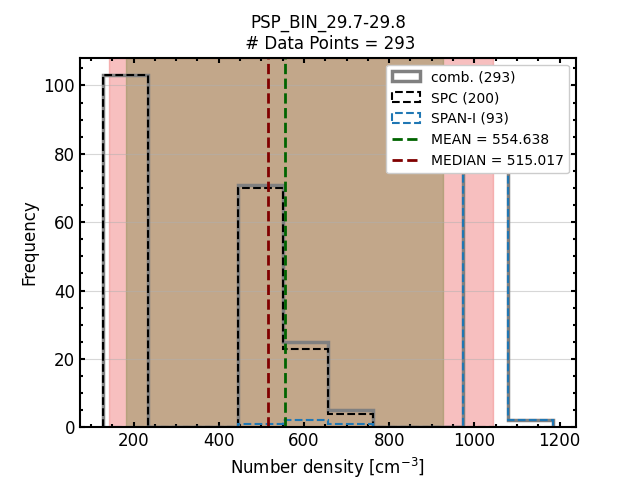 PSP_BIN_29.7-29.8
# Data Points = 293
comb. (293)
SPC (200)
SPAN-I (93)
MEAN = 554.638
MEDIAN = 515.017
Frequency
100
80
60
40
20
0
200
400
600
800
1000
1200
Number density [cm⁻³]